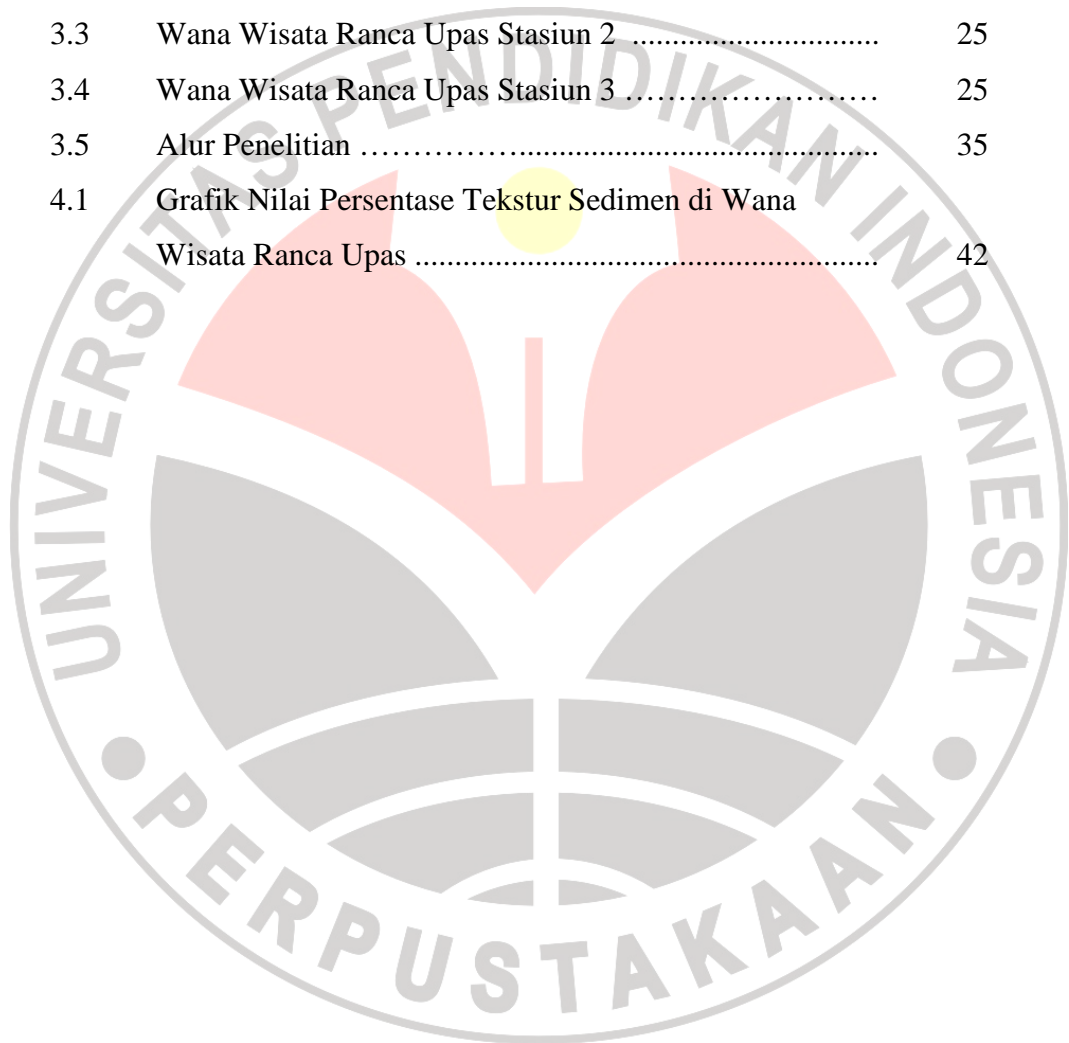 3.3 Wana Wisata Ranca Upas Stasiun 2 .......................... 25
3.4 Wana Wisata Ranca Upas Stasiun 3 …………………… 25
3.5 Alur Penelitian ……………...................................... 35
4.1 Grafik Nilai Persentase Tekstur Sedimen di Wana
Wisata Ranca Upas ................................................. 42
UNIVERSITAS PENDIDIKAN INDONESIA
PERPUSTAKAAN